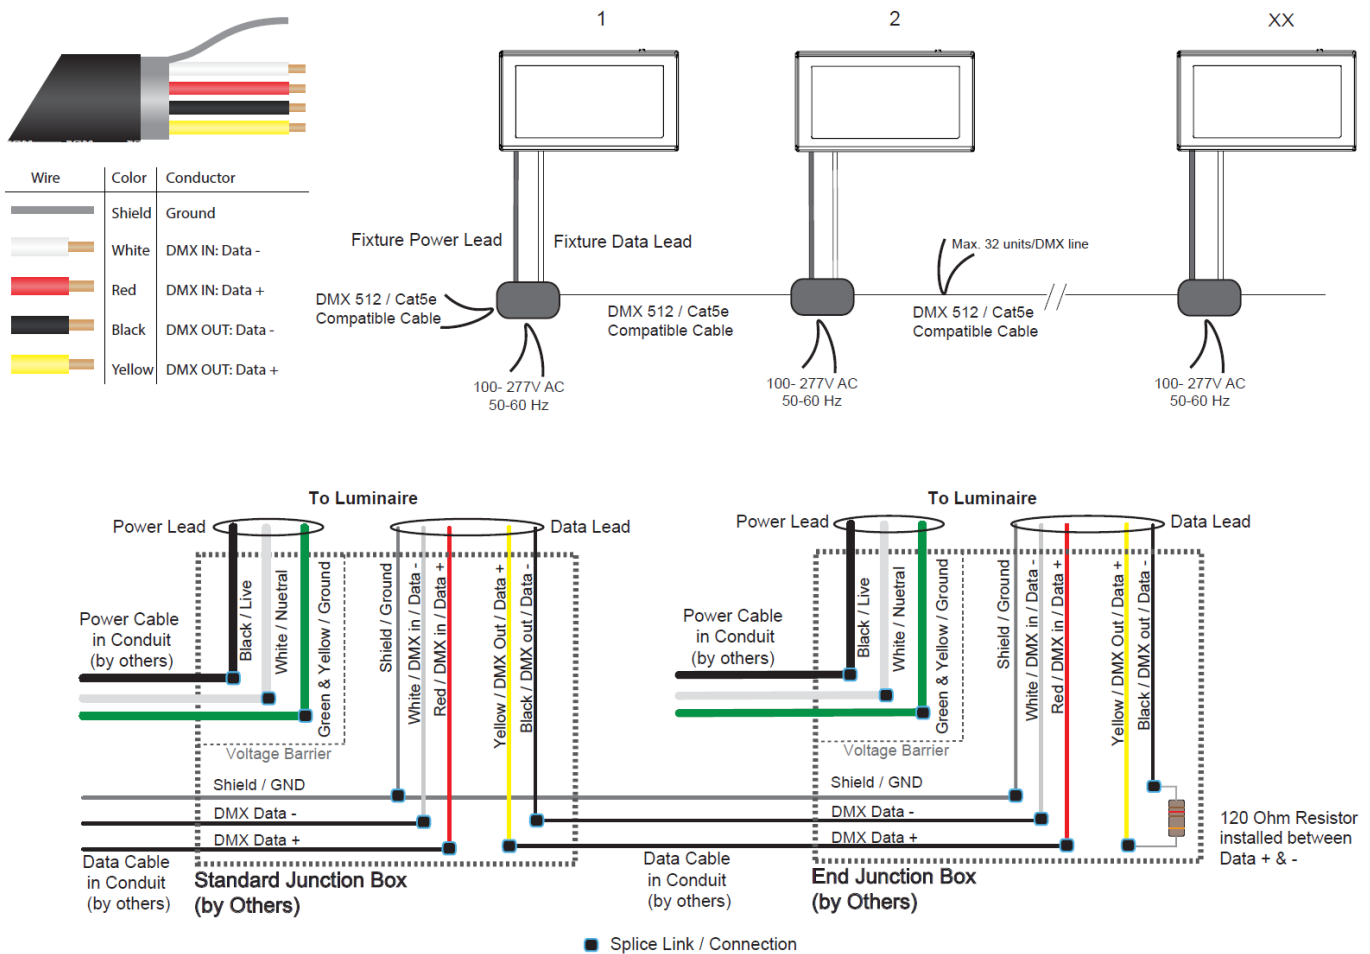 1
2
XX
Wire Color Conductor
Shield Ground
White DMX IN: Data -
Red DMX IN: Data +
Black DMX OUT: Data -
Yellow DMX OUT: Data +
Fixture Power Lead
Fixture Data Lead
Max. 32 units/DMX line
DMX 512 / Cat5e
Compatible Cable
DMX 512 / Cat5e
Compatible Cable
DMX 512 / Cat5e
Compatible Cable
100- 277V AC
50-60 Hz
100- 277V AC
50-60 Hz
100- 277V AC
50-60 Hz
To Luminaire
Power Lead
Data Lead
Black / Live
White / Nuetral
Green & Yellow / Ground
Shield / Ground
White / DMX in / Data -
Red / DMX in / Data +
Yellow / DMX Out / Data +
Black / DMX out / Data -
Power Cable
in Conduit
(by others)
Voltage Barrier
Shield / GND
DMX Data -
DMX Data +
Data Cable
in Conduit
(by others)
Standard Junction Box
(by Others)
To Luminaire
Power Lead
Data Lead
Black / Live
White / Nuetral
Green & Yellow / Ground
Shield / Ground
White / DMX in / Data -
Red / DMX in / Data +
Yellow / DMX Out / Data +
Black / DMX out / Data -
Power Cable
in Conduit
(by others)
Voltage Barrier
Shield / GND
DMX Data -
DMX Data +
Data Cable
in Conduit
(by others)
End Junction Box
(by Others)
120 Ohm Resistor
installed between
Data + & -
Splice Link / Connection